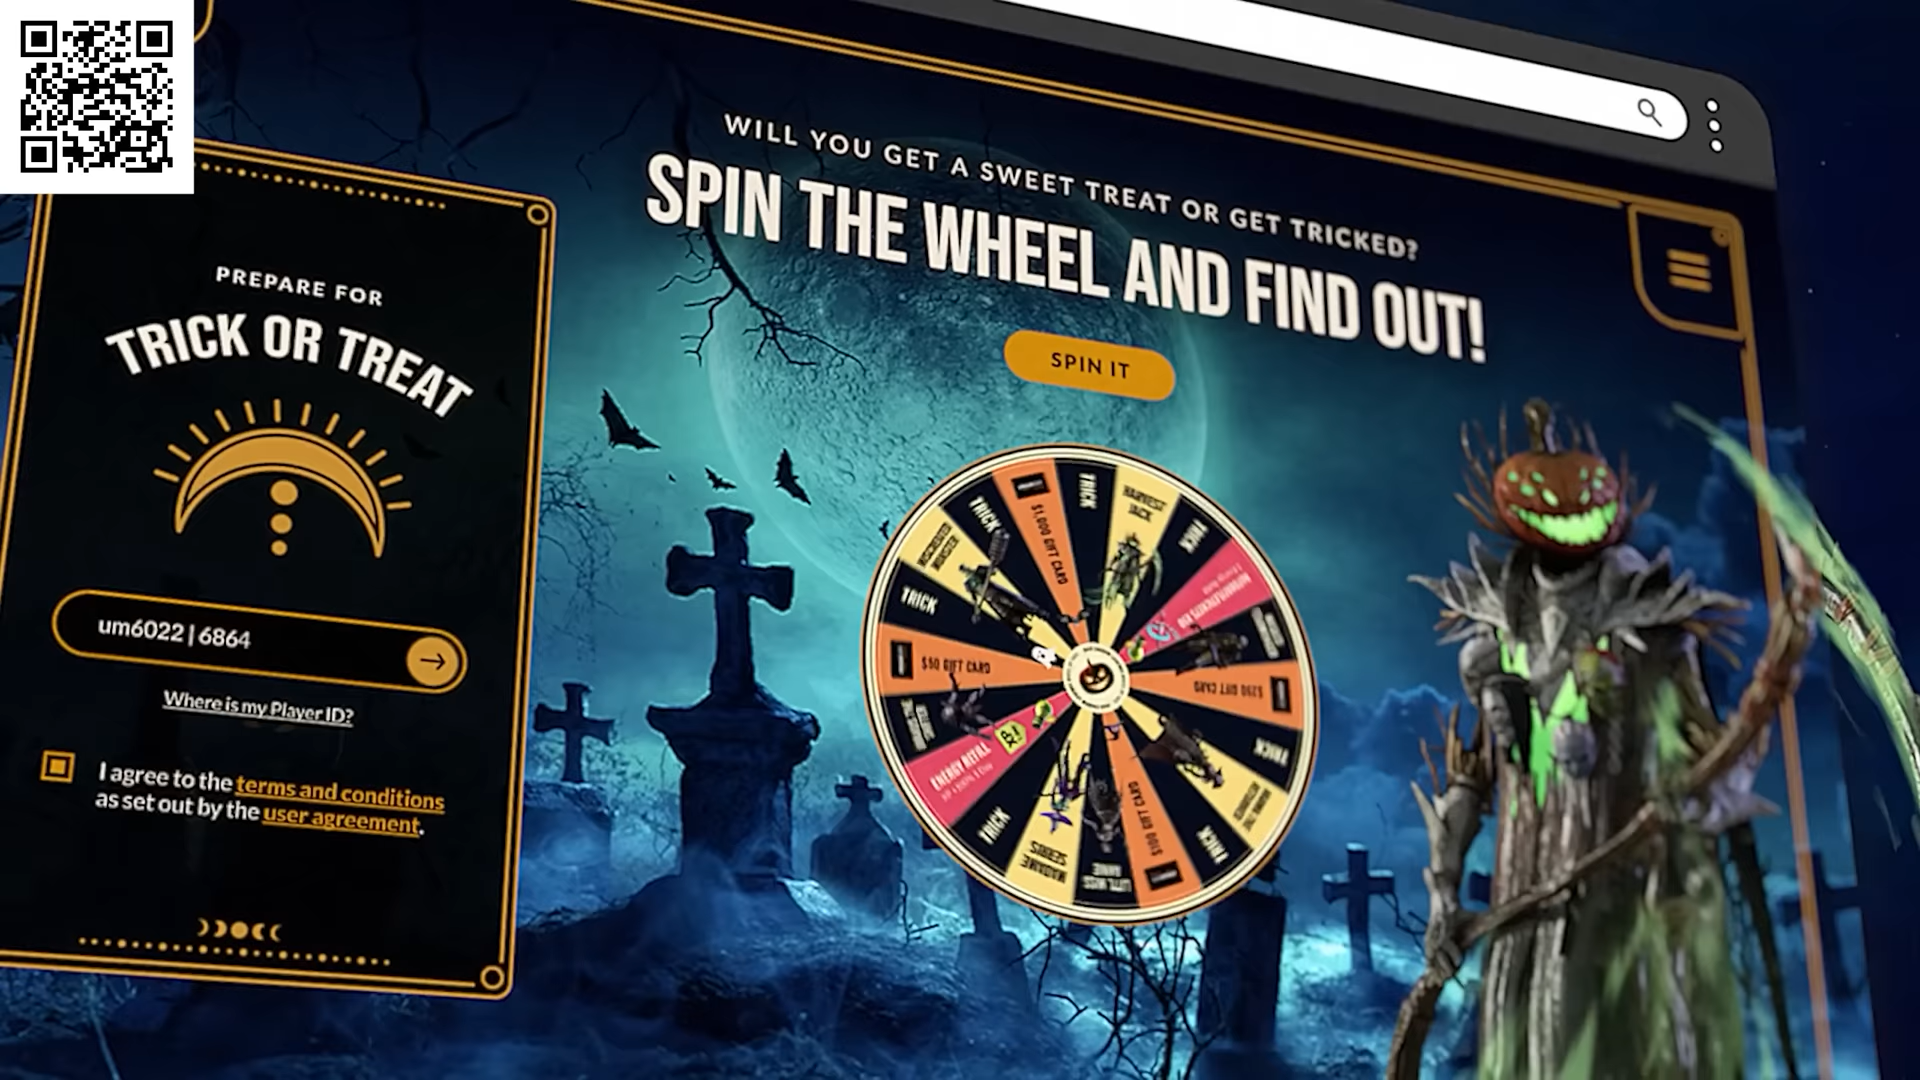 WILL YOU GET A SWEET TREAT OR GET TRICKED?
SPIN THE WHEEL AND FIND OUT!
SPIN IT
PREPARE FOR
TRICK OR TREAT
um6022 | 6864
Where is my Player ID?
I agree to the terms and conditions
as set out by the user agreement.
TRICK
HARVEST
JACK
TRICK
$250 GIFT CARD
TRICK
TRICK
$100 GIFT CARD
MADAME
SERRIS
TRICK
ENERGY REFILL
$50 GIFT CARD
TRICK
TRICK
$1,000 GIFT CARD